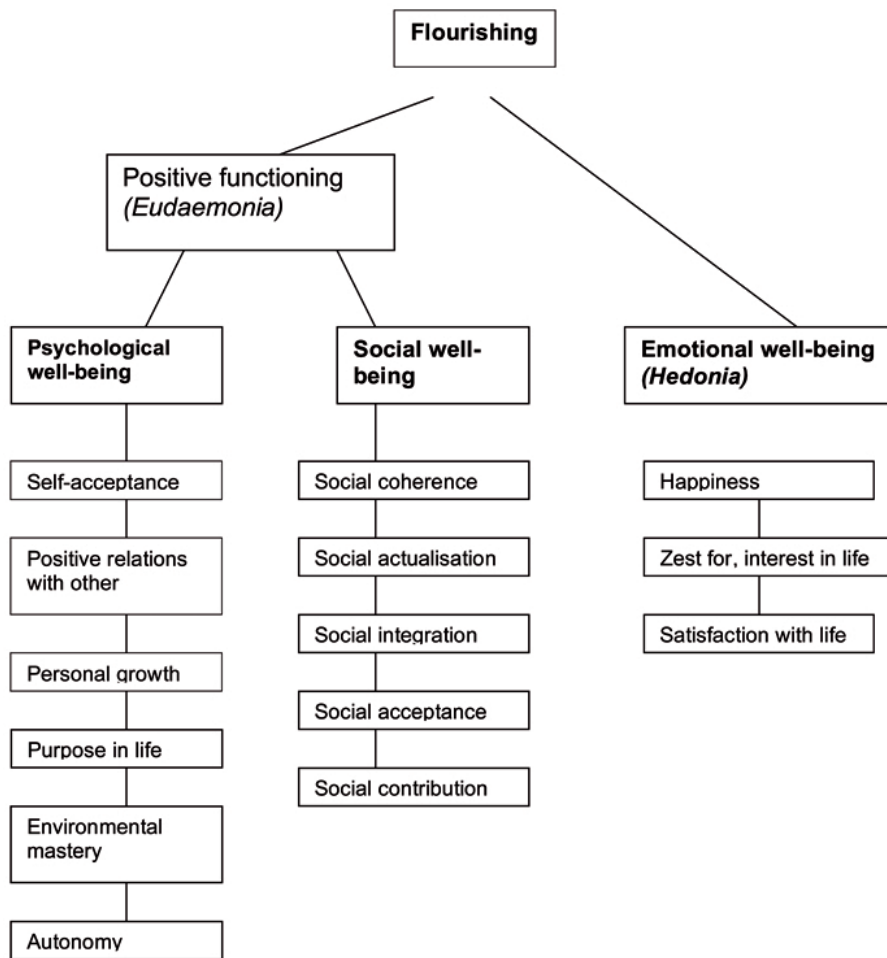 Flourishing
Positive functioning
(Eudaemonia)
Psychological
well-being
Social well-
being
Emotional well-being
(Hedonia)
Self-acceptance
Positive relations
with other
Personal growth
Purpose in life
Environmental
mastery
Autonomy
Social coherence
Social actualisation
Social integration
Social acceptance
Social contribution
Happiness
Zest for, interest in life
Satisfaction with life